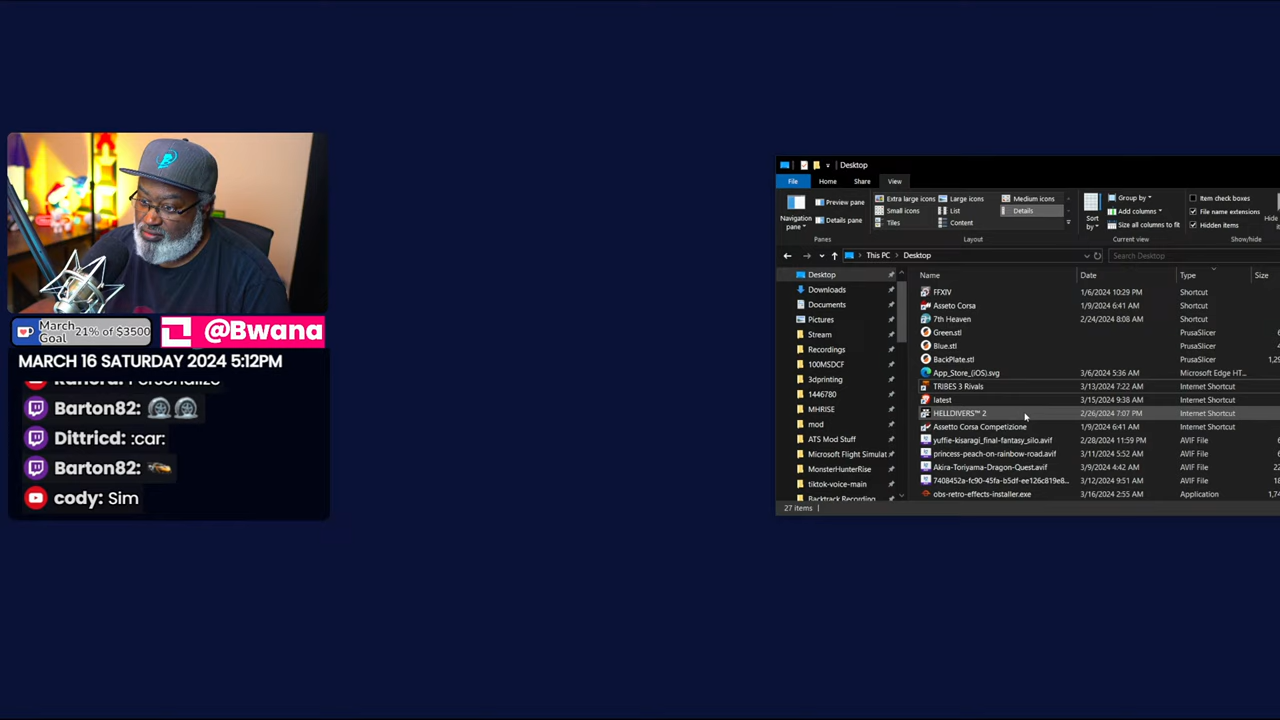 March
Goal
21% of $3500
@Bwana
MARCH 16 SATURDAY 2024 5:12PM
Personalize
Barton82:
Dittricd: :car:
Barton82:
cody: Sim
Desktop
File
Home
Share
View
Navigation
pane
Preview pane
Details pane
Panes
Extra large icons
Large icons
Medium icons
Small icons
List
Details
Tiles
Content
Layout
Sort
by
Group by
Add columns
Size all columns to fit
Current view
Item check boxes
File name extensions
Hidden items
Hide
Show/hide
This PC > Desktop
Search Desktop
Desktop
Downloads
Documents
Pictures
Stream
Recordings
100MSDCF
3dprinting
1446780
MHRISE
mod
ATS Mod Stuff
Microsoft Flight Simulat
MonsterHunterRise
tiktok-voice-main
Backtrack Recording
Name Date Type Size
FFXIV 1/6/2024 10:29 PM Shortcut
Asseto Corsa 1/9/2024 6:41 AM Shortcut
7th Heaven 2/24/2024 8:08 AM Shortcut
Green.stl PrusaSlicer
Blue.stl PrusaSlicer
BackPlate.stl PrusaSlicer
App_Store_(iOS).svg 3/6/2024 5:36 AM Microsoft Edge HT...
TRIBES 3 Rivals 3/13/2024 7:22 AM Internet Shortcut
latest 3/15/2024 9:38 AM Internet Shortcut
HELLDIVERS™ 2 2/26/2024 7:07 PM Internet Shortcut
Assetto Corsa Competizione 1/9/2024 6:41 AM Internet Shortcut
yuffie-kisaragi_final-fantasy_silo.avif 2/28/2024 11:59 PM AVIF File
princess-peach-on-rainbow-road.avif 3/11/2024 5:52 AM AVIF File
Akira-Toriyama-Dragon-Quest.avif 3/9/2024 4:42 AM AVIF File
7408452a-fc90-45fa-b5df-ee126c819e8... 3/12/2024 9:51 AM AVIF File
obs-retro-effects-installer.exe 3/16/2024 2:55 AM Application
27 items